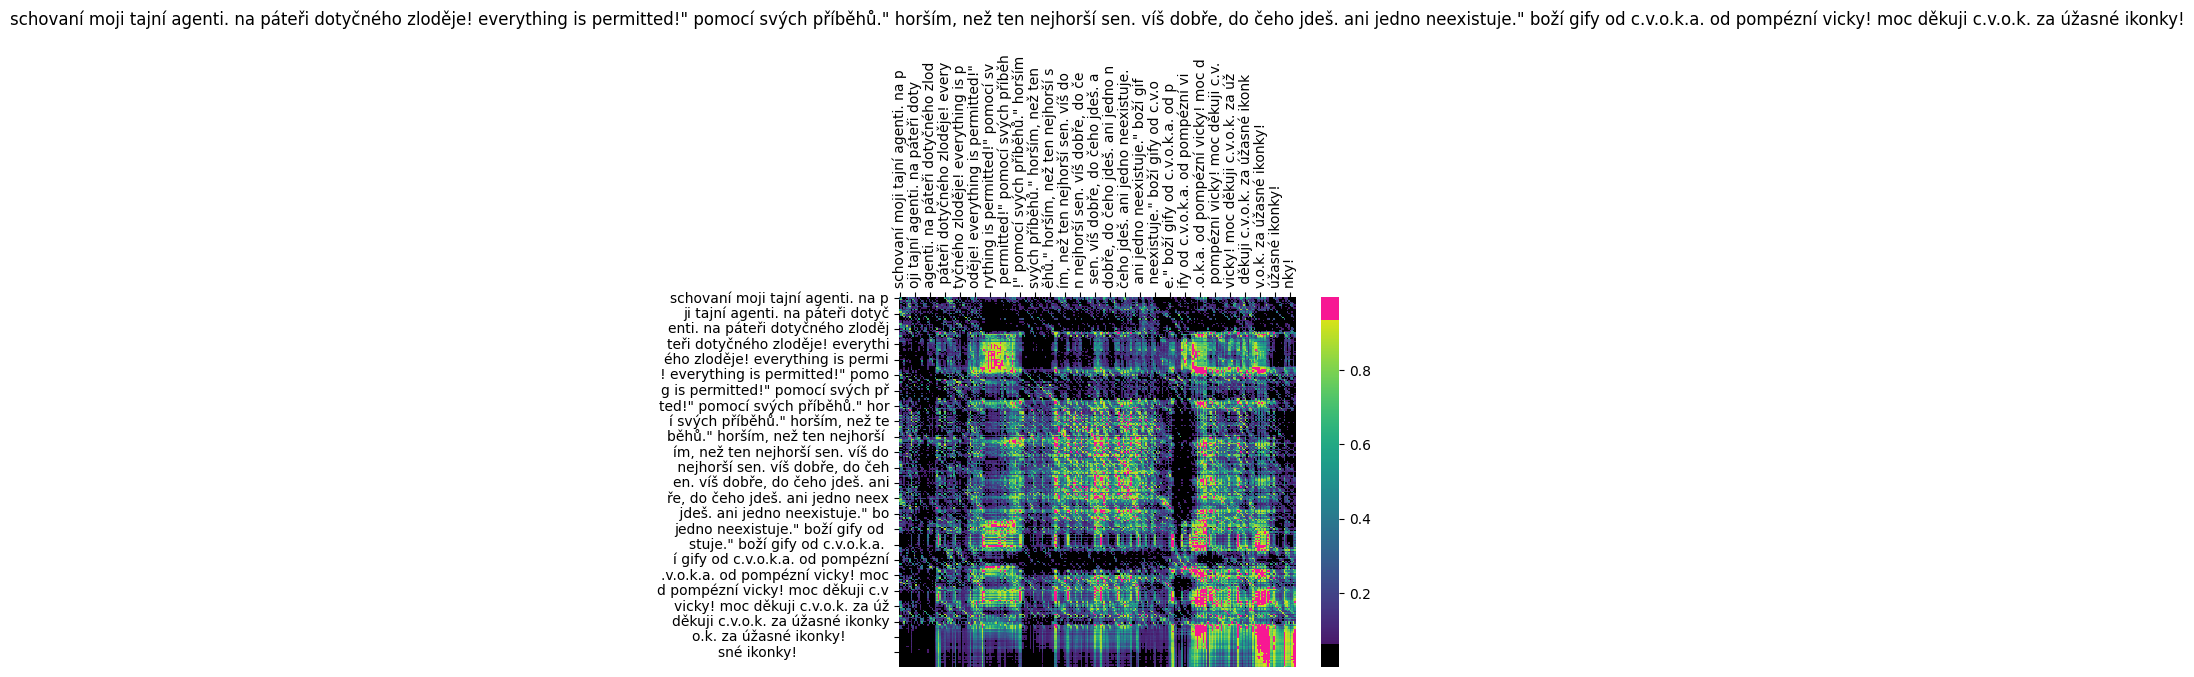 schovaní moji tajní agenti. na páteři dotyčného zloděje! everything is permitted!" pomocí svých příběhů." horším, než ten nejhorší sen. víš dobře, do čeho jdeš. ani jedno neexistuje." boží gify od c.v.o.k.a. od pompézní vicky! moc děkuji c.v.o.k. za úžasné ikonky!
schovaní moji tajní agenti. na p
oji tajní agenti. na páteři doty
agenti. na páteři dotyčného zlod
páteři dotyčného zloděje! every
tyčného zloděje! everything is p
oděje! everything is permitted!"
rything is permitted!" pomocí sv
permitted!" pomocí svých příběh
!" pomocí svých příběhů." horším
svých příběhů." horším, než ten
ěhů." horším, než ten nejhorší s
ím, než ten nejhorší sen. víš do
n nejhorší sen. víš dobře, do če
sen. víš dobře, do čeho jdeš. a
dobře, do čeho jdeš. ani jedno n
čeho jdeš. ani jedno neexistuje.
ani jedno neexistuje." boží gif
neexistuje." boží gify od c.v.o
e." boží gify od c.v.o.k.a. od p
ify od c.v.o.k.a. od pompézní vi
.o.k.a. od pompézní vicky! moc d
pompézní vicky! moc děkuji c.v.
vicky! moc děkuji c.v.o.k. za úž
děkuji c.v.o.k. za úžasné ikonk
v.o.k. za úžasné ikonky!
úžasné ikonky!
nky!
schovaní moji tajní agenti. na p
ji tajní agenti. na páteři dotyč
enti. na páteři dotyčného zloděj
teři dotyčného zloděje! everythi
ého zloděje! everything is permi
! everything is permitted!" pomo
g is permitted!" pomocí svých př
ted!" pomocí svých příběhů." hor
í svých příběhů." horším, než te
běhů." horším, než ten nejhorší
ím, než ten nejhorší sen. víš do
nejhorší sen. víš dobře, do čeh
en. víš dobře, do čeho jdeš. ani
ře, do čeho jdeš. ani jedno neex
jdeš. ani jedno neexistuje." bo
jedno neexistuje." boží gify od
stuje." boží gify od c.v.o.k.a.
í gify od c.v.o.k.a. od pompézní
.v.o.k.a. od pompézní vicky! moc
d pompézní vicky! moc děkuji c.v
vicky! moc děkuji c.v.o.k. za úž
děkuji c.v.o.k. za úžasné ikonky
o.k. za úžasné ikonky!
sné ikonky!
0.8
0.6
0.4
0.2